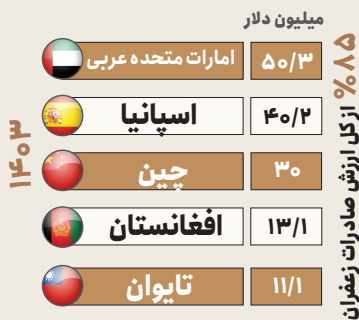 میلیون دلار
۵۰/۳ امارات متحده عربی
۴۰/۲ اسپانیا
۳۰ چین
۱۳/۱ افغانستان
۱۱/۱ تایوان
۸۵% از کل ارزش صادرات زعفران
۱۴۰۳